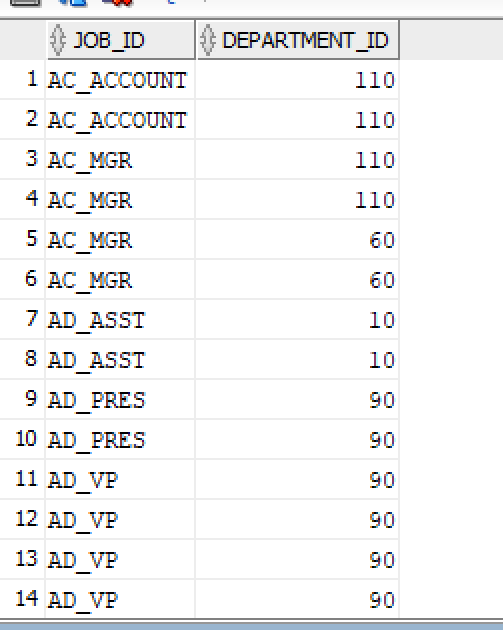 JOB_ID DEPARTMENT_ID
1 AC_ACCOUNT 110
2 AC_ACCOUNT 110
3 AC_MGR 110
4 AC_MGR 110
5 AC_MGR 60
6 AC_MGR 60
7 AD_ASST 10
8 AD_ASST 10
9 AD_PRES 90
10 AD_PRES 90
11 AD_VP 90
12 AD_VP 90
13 AD_VP 90
14 AD_VP 90